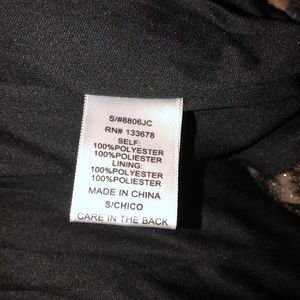 S/#8806JC
RN# 133678
SELF:
100%POLYESTER
100%POLYESTER
LINING:
100%POLYESTER
100%POLIESTER
MADE IN CHINA
S/CHICO
CARE IN THE BACK